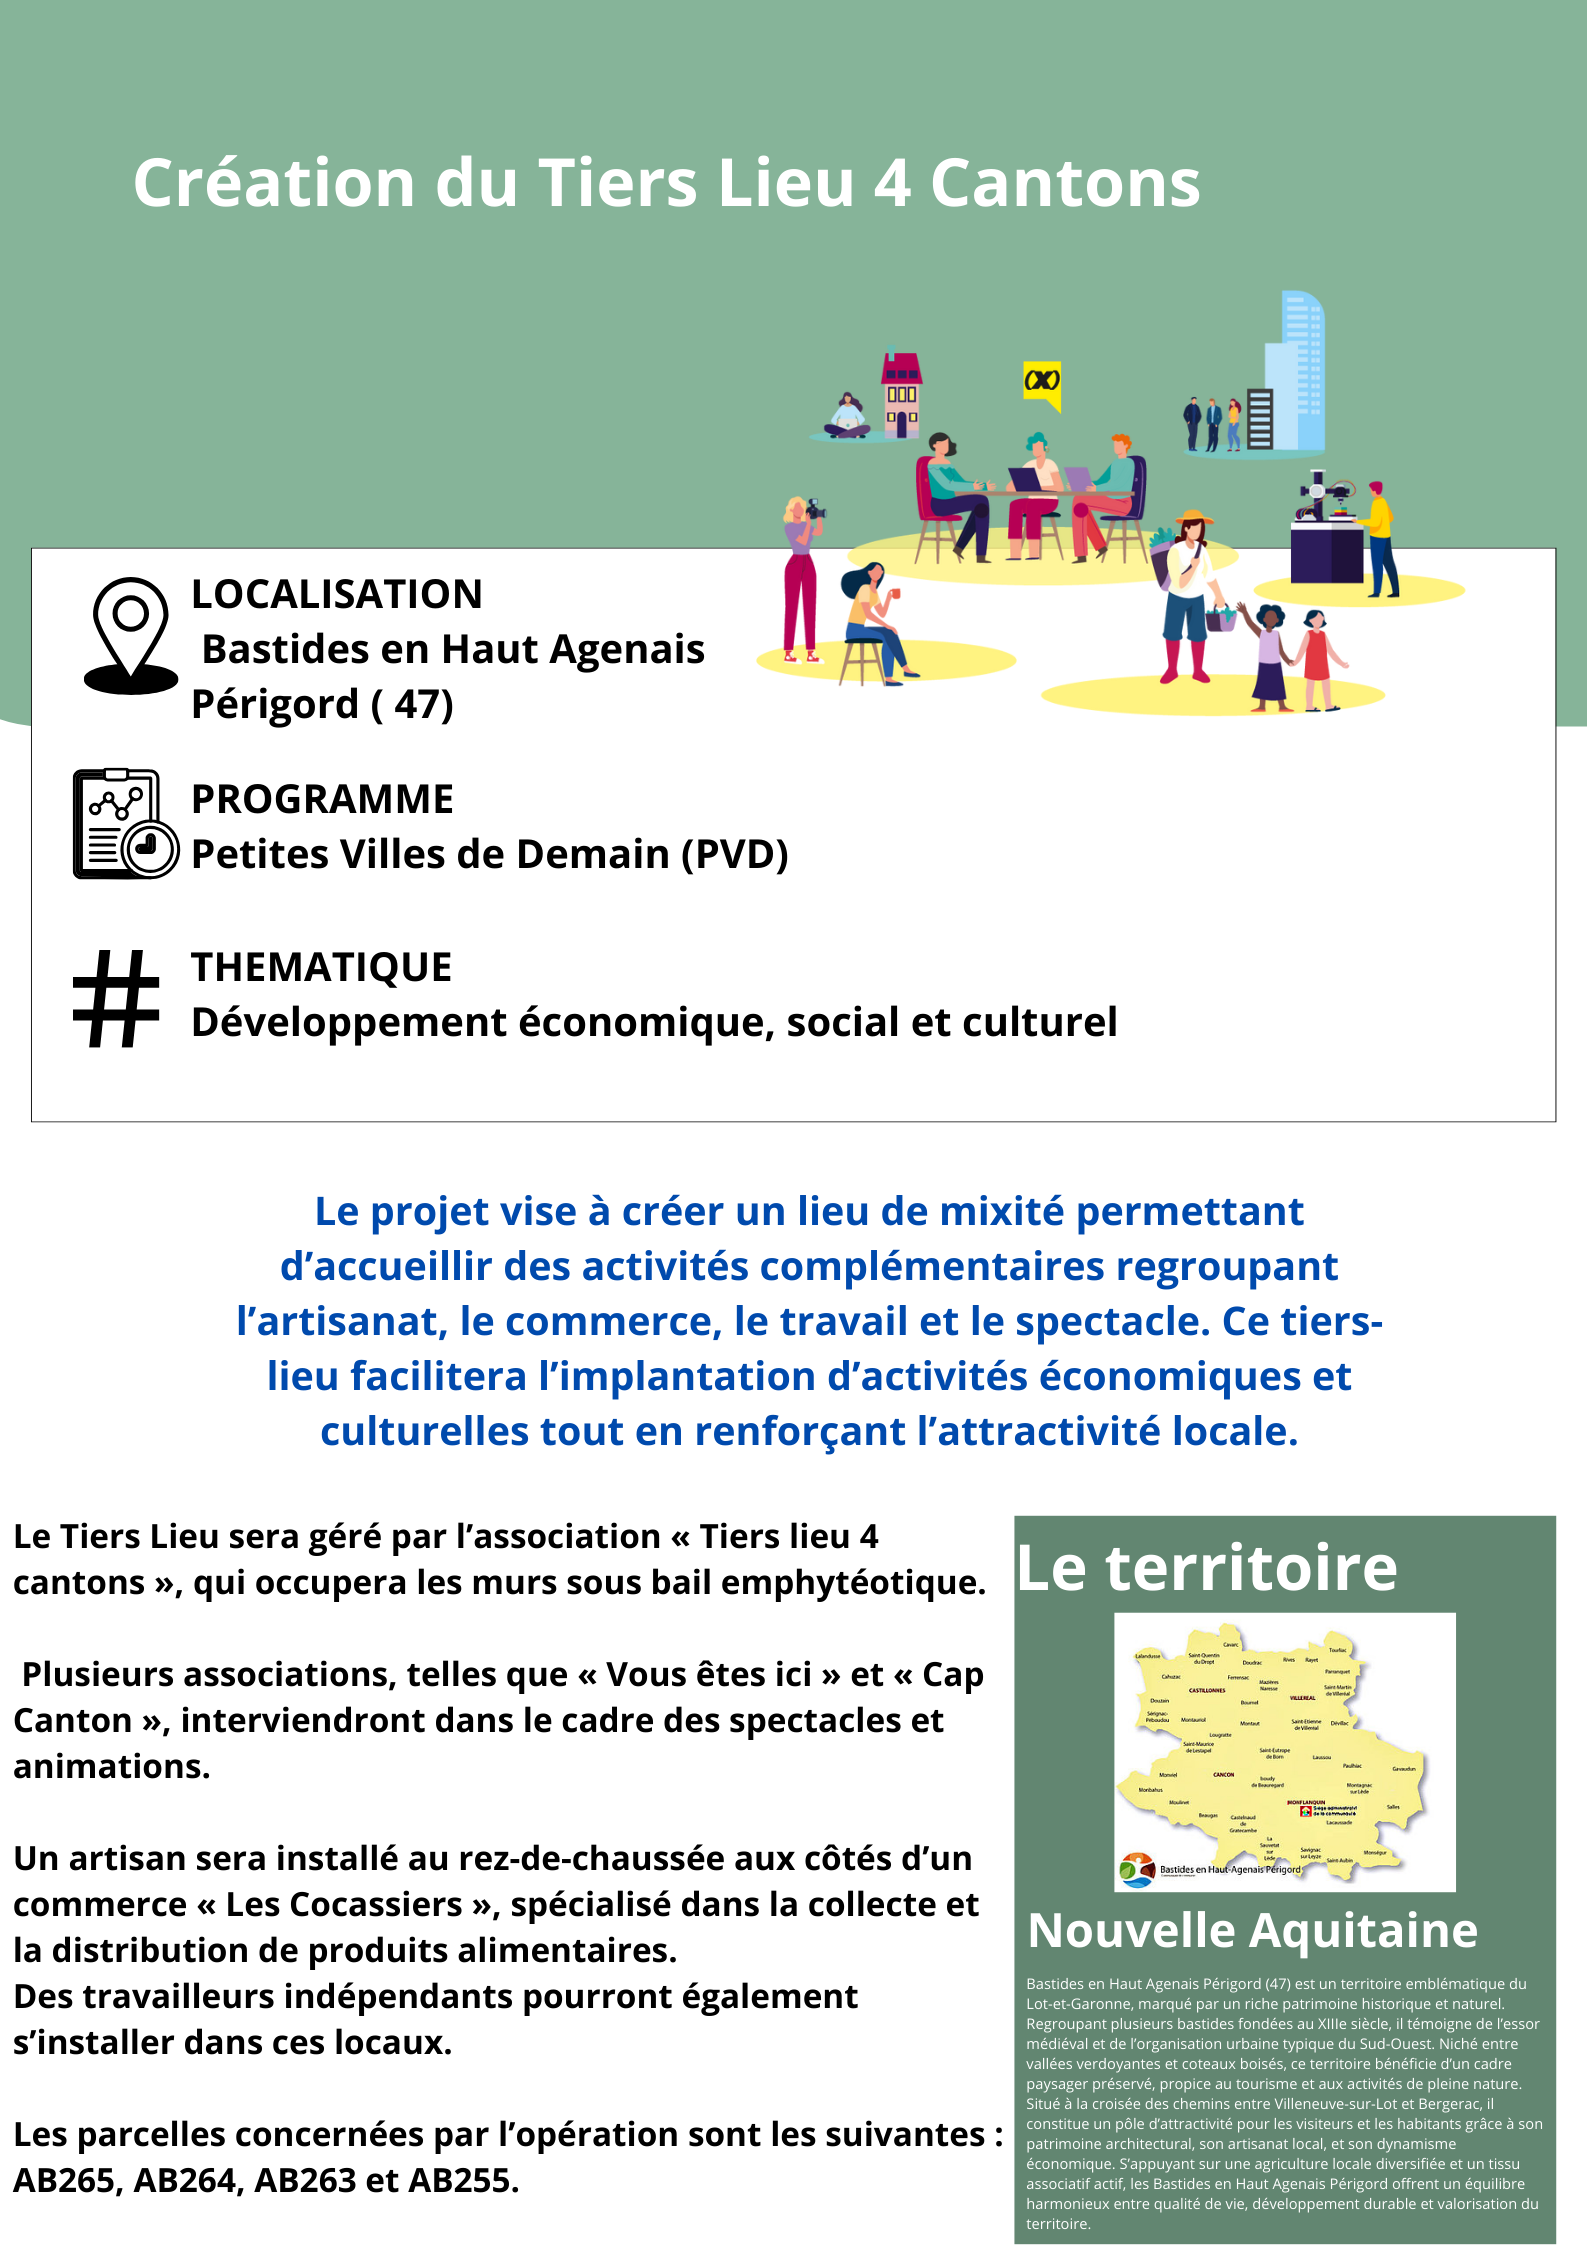 Création du Tiers Lieu 4 Cantons
LOCALISATION
Bastides en Haut Agenais
Périgord ( 47)
PROGRAMME
Petites Villes de Demain (PVD)
THEMATIQUE
Développement économique, social et culturel
Le projet vise à créer un lieu de mixité permettant
d’accueillir des activités complémentaires regroupant
l’artisanat, le commerce, le travail et le spectacle. Ce tiers-
lieu facilitera l’implantation d’activités économiques et
culturelles tout en renforçant l’attractivité locale.
Le Tiers Lieu sera géré par l’association « Tiers lieu 4
cantons », qui occupera les murs sous bail emphytéotique.
Plusieurs associations, telles que « Vous êtes ici » et « Cap
Canton », interviendront dans le cadre des spectacles et
animations.
Un artisan sera installé au rez-de-chaussée aux côtés d’un
commerce « Les Cocassiers », spécialisé dans la collecte et
la distribution de produits alimentaires.
Des travailleurs indépendants pourront également
s’installer dans ces locaux.
Les parcelles concernées par l’opération sont les suivantes :
AB265, AB264, AB263 et AB255.
Le territoire
Cavarc
Lalandusse
Saint-Quentin
du Dropt
Doudrac
Rives
Rayet
Tourliac
Cahuzac
Ferrensac
Mazières
Naresse
Parranquet
Saint-Martin
de Villeréal
CASTILLONNES
VILLEREAL
Douzain
Bournel
Sérignac-
Péboudou
Montauriol
Montaut
Saint-Etienne
de Villeréal
Dévillac
Lougratte
Saint-Maurice
de Lestapel
Saint-Eutrope
de Born
Laussou
Paulhiac
Gavaudun
Monviel
CANCON
boudy
de Beauregard
Montagnac
sur Lède
Monbahus
Moulinet
MONFLANQUIN
Siège administratif
de la communauté
Salles
Beaugas
Castelnaud
de
Gratecambe
Lacaussade
La
Sauvetat
sur
Lède
Savignac
sur Leyze
Saint-Aubin
Monségur
Bastides en Haut-Agenais Périgord
Nouvelle Aquitaine
Bastides en Haut Agenais Périgord (47) est un territoire emblématique du
Lot-et-Garonne, marqué par un riche patrimoine historique et naturel.
Regroupant plusieurs bastides fondées au XIIIe siècle, il témoigne de l’essor
médiéval et de l’organisation urbaine typique du Sud-Ouest. Niché entre
vallées verdoyantes et coteaux boisés, ce territoire bénéficie d’un cadre
paysager préservé, propice au tourisme et aux activités de pleine nature.
Situé à la croisée des chemins entre Villeneuve-sur-Lot et Bergerac, il
constitue un pôle d’attractivité pour les visiteurs et les habitants grâce à son
patrimoine architectural, son artisanat local, et son dynamisme
économique. S’appuyant sur une agriculture locale diversifiée et un tissu
associatif actif, les Bastides en Haut Agenais Périgord offrent un équilibre
harmonieux entre qualité de vie, développement durable et valorisation du
territoire.